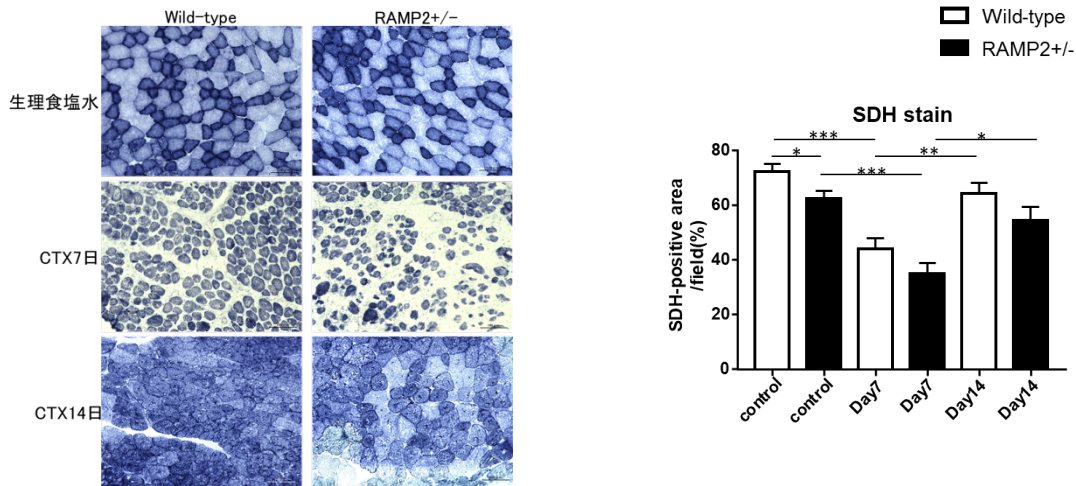 Wild-type
RAMP2+/-
生理食塩水
CTX7日
CTX14日
Wild-type
RAMP2+/-
SDH stain
***
*
*
**
***
SDH-positive area
/field(%)
80
60
40
20
0
control
control
Day7
Day7
Day14
Day14